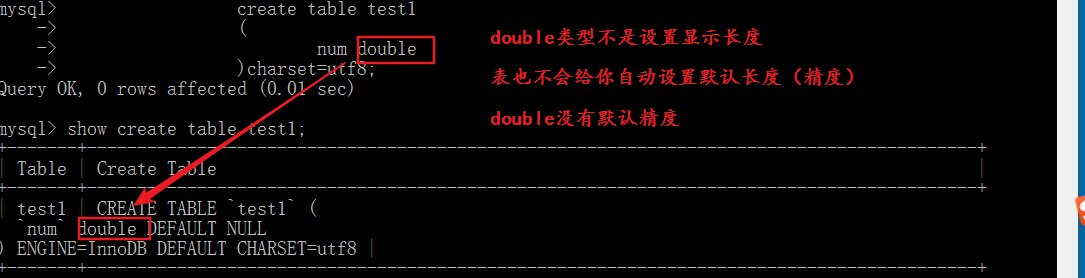 mysql> create table test1
-> (
-> num double
-> )charset=utf8;
Query OK, 0 rows affected (0.01 sec)
mysql> show create table test1;
+-------+
| Table | Create Table |
| test1 | CREATE TABLE `test1` (
`num` double DEFAULT NULL
) ENGINE=InnoDB DEFAULT CHARSET=utf8 |
double类型不是设置显示长度
表也不会给你自动设置默认长度（精度）
double没有默认精度